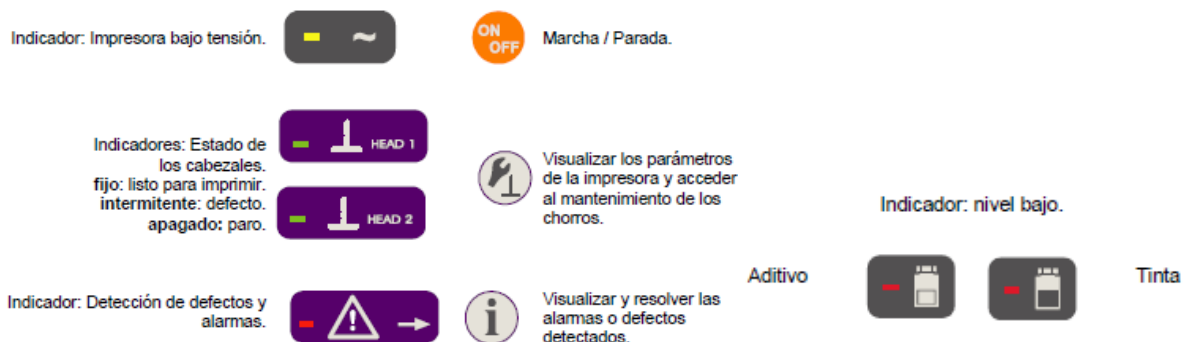 Indicador: Impresora bajo tensión.
ON
OFF
Marcha / Parada.
Indicadores: Estado de
los cabezales.
fijo: listo para imprimir.
intermitente: defecto.
apagado: paro.
HEAD 1
HEAD 2
Visualizar los parámetros
de la impresora y acceder
al mantenimiento de los
chorros.
Indicador: nivel bajo.
Aditivo
Tinta
Indicador: Detección de defectos y
alarmas.
Visualizar y resolver las
alarmas o defectos
detectados.